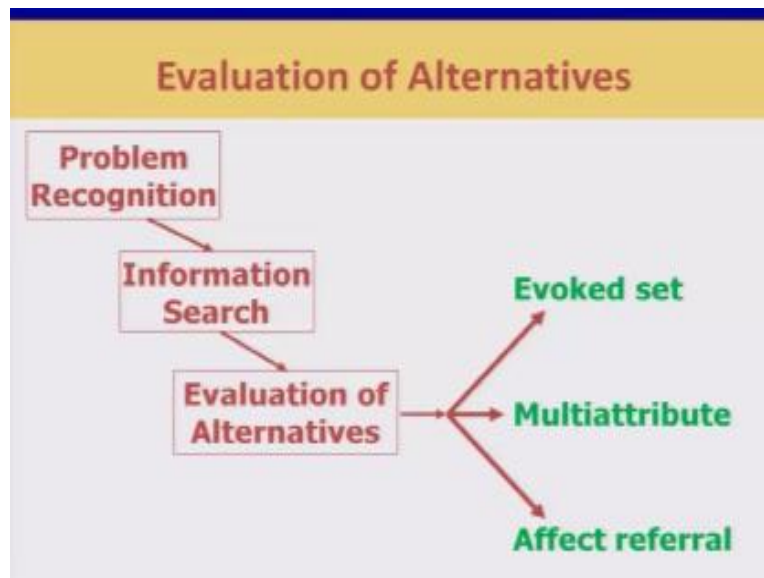 Evaluation of Alternatives
Problem
Recognition
Information
Search
Evaluation of
Alternatives
Evoked set
Multiattribute
Affect referral